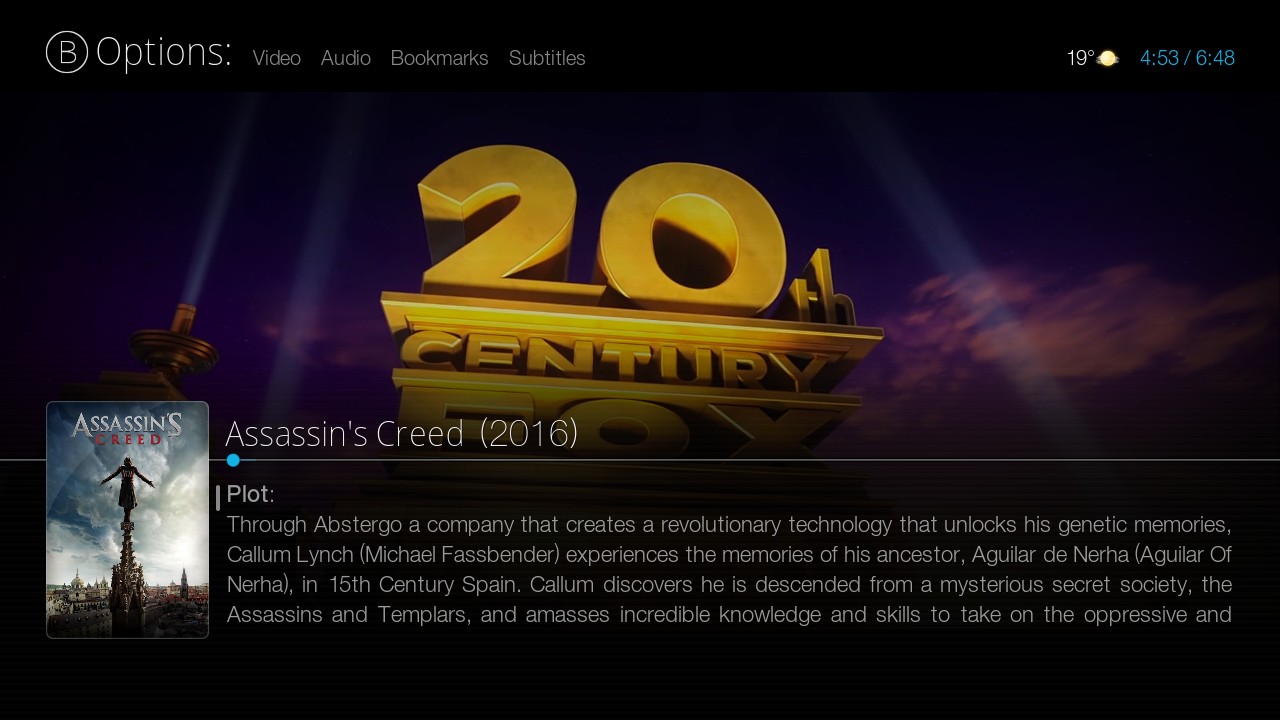 B Options: Video Audio Bookmarks Subtitles 19° 4:53 / 6:48
20th
CENTURY
FOX
ASSASSIN'S
CREED
Assassin's Creed (2016)
Plot:
Through Abstergo a company that creates a revolutionary technology that unlocks his genetic memories,
Callum Lynch (Michael Fassbender) experiences the memories of his ancestor, Aguilar de Nerha (Aguilar Of
Nerha), in 15th Century Spain. Callum discovers he is descended from a mysterious secret society, the
Assassins and Templars, and amasses incredible knowledge and skills to take on the oppressive and